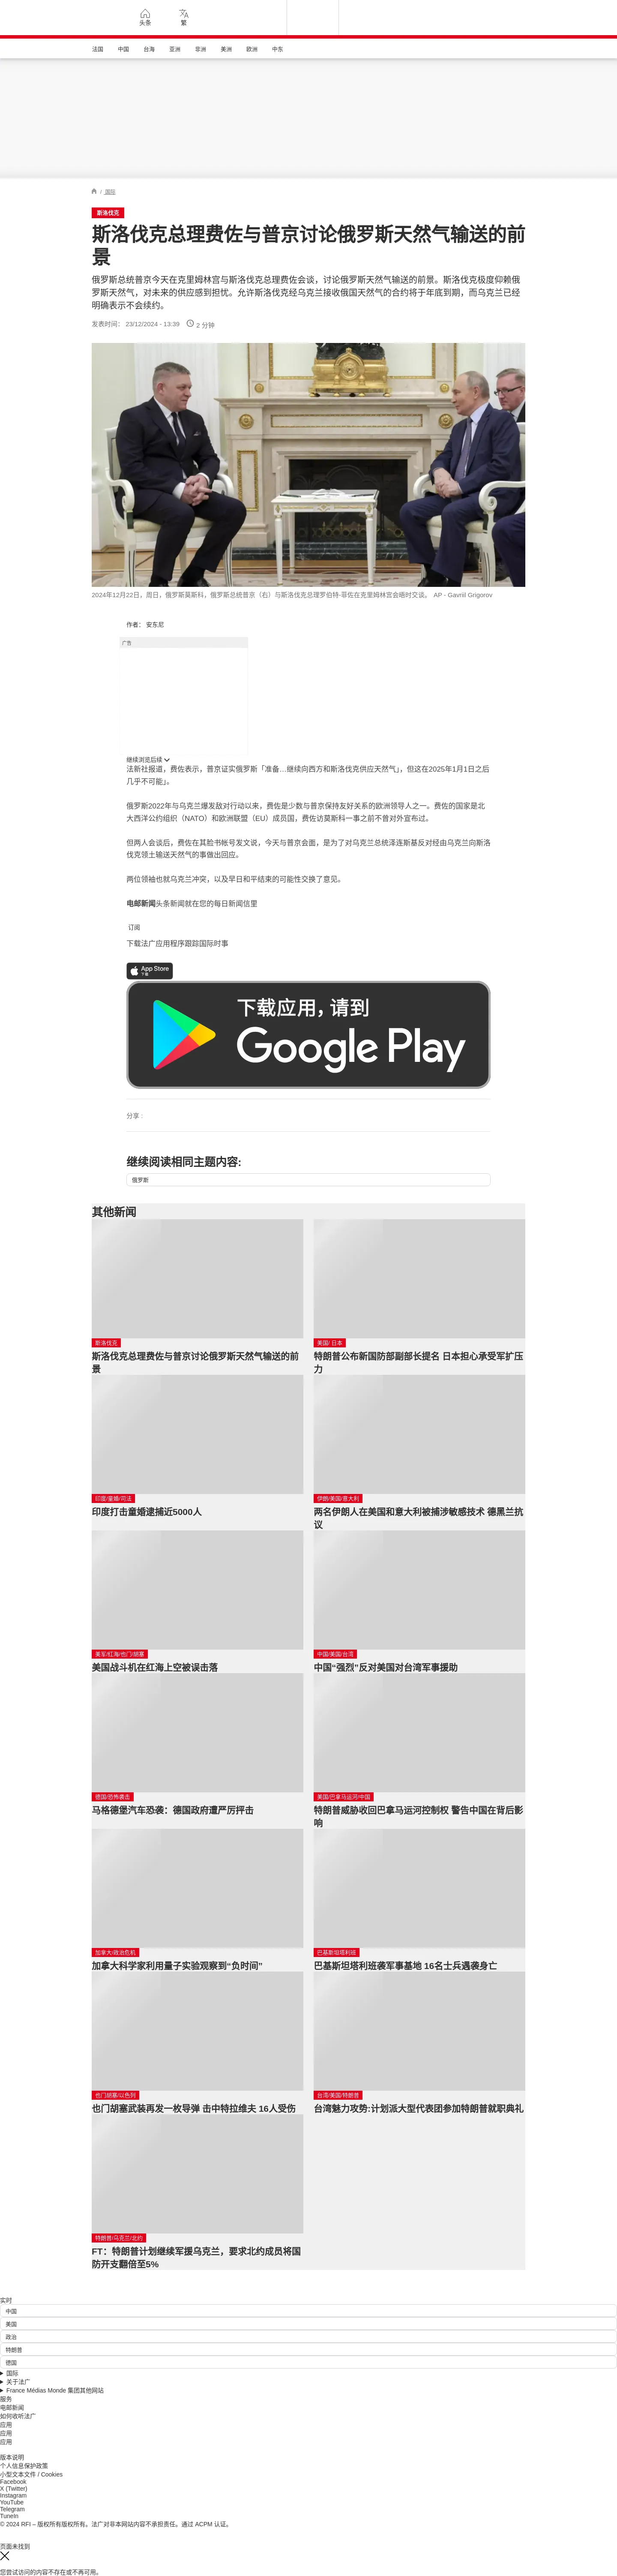 头条
繁
法国 中国 台海 亚洲 非洲 美洲 欧洲 中东
/ 国际
斯洛伐克
斯洛伐克总理费佐与普京讨论俄罗斯天然气输送的前
景
俄罗斯总统普京今天在克里姆林宫与斯洛伐克总理费佐会谈，讨论俄罗斯天然气输送的前景。斯洛伐克极度仰赖俄
罗斯天然气，对未来的供应感到担忧。允许斯洛伐克经乌克兰接收俄国天然气的合约将于年底到期，而乌克兰已经
明确表示不会续约。
发表时间： 23/12/2024 - 13:39 2 分钟
2024年12月22日，周日，俄罗斯莫斯科，俄罗斯总统普京（右）与斯洛伐克总理罗伯特-菲佐在克里姆林宫会晤时交谈。 AP - Gavriil Grigorov
作者： 安东尼
广告
继续浏览后续
法新社报道，费佐表示，普京证实俄罗斯「准备…继续向西方和斯洛伐克供应天然气」，但这在2025年1月1日之后
几乎不可能」。
俄罗斯2022年与乌克兰爆发敌对行动以来，费佐是少数与普京保持友好关系的欧洲领导人之一。费佐的国家是北
大西洋公约组织（NATO）和欧洲联盟（EU）成员国，费佐访莫斯科一事之前不曾对外宣布过。
但两人会谈后，费佐在其脸书帐号发文说，今天与普京会面，是为了对乌克兰总统泽连斯基反对经由乌克兰向斯洛
伐克领土输送天然气的事做出回应。
两位领袖也就乌克兰冲突，以及早日和平结束的可能性交换了意见。
电邮新闻头条新闻就在您的每日新闻信里
订阅
下载法广应用程序跟踪国际时事
App Store
下载
下载应用，请到
Google Play
分享 :
继续阅读相同主题内容:
俄罗斯
其他新闻
斯洛伐克
斯洛伐克总理费佐与普京讨论俄罗斯天然气输送的前
景
美国/ 日本
特朗普公布新国防部副部长提名 日本担心承受军扩压
力
印度/童婚/司法
印度打击童婚逮捕近5000人
伊朗/美国/意大利
两名伊朗人在美国和意大利被捕涉敏感技术 德黑兰抗
议
美军/红海/也门/胡塞
美国战斗机在红海上空被误击落
中国/美国/台湾
中国“强烈”反对美国对台湾军事援助
德国/恐怖袭击
马格德堡汽车恐袭：德国政府遭严厉抨击
美国/巴拿马运河/中国
特朗普威胁收回巴拿马运河控制权 警告中国在背后影
响
加拿大/政治危机
加拿大科学家利用量子实验观察到“负时间”
巴基斯坦塔利班
巴基斯坦塔利班袭军事基地 16名士兵遇袭身亡
也门胡塞/以色列
也门胡塞武装再发一枚导弹 击中特拉维夫 16人受伤
台湾/美国/特朗普
台湾魅力攻势:计划派大型代表团参加特朗普就职典礼
特朗普/乌克兰/北约
FT：特朗普计划继续军援乌克兰，要求北约成员将国
防开支翻倍至5%
实时
中国
美国
政治
特朗普
德国
国际
关于法广
France Médias Monde 集团其他网站
服务
电邮新闻
如何收听法广
应用
应用
应用
版本说明
个人信息保护政策
小型文本文件 / Cookies
Facebook
X (Twitter)
Instagram
YouTube
Telegram
TuneIn
© 2024 RFI – 版权所有版权所有。法广对非本网站内容不承担责任。通过 ACPM 认证。
页面未找到
您尝试访问的内容不存在或不再可用。